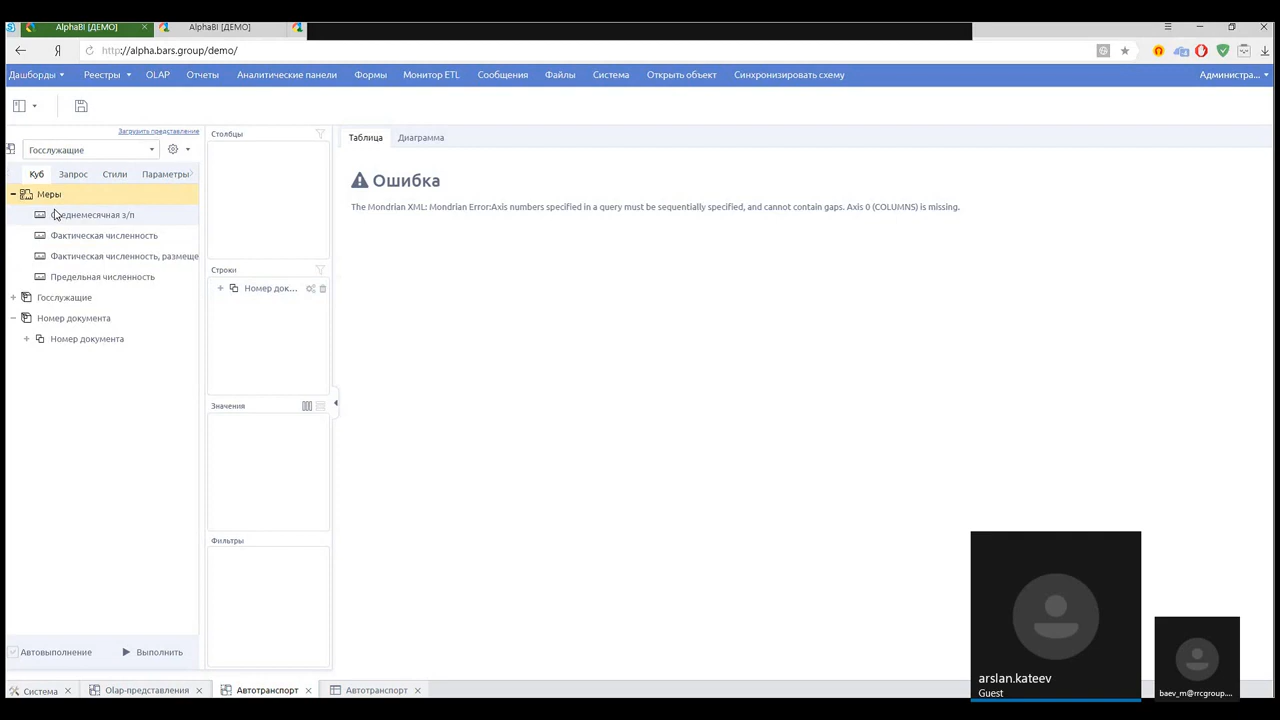 AlphaBI [ДЕМО]
AlphaBI [ДЕМО]
http://alpha.bars.group/demo/
Дашборды Реестры OLAP Отчеты Аналитические панели Формы Монитор ETL Сообщения Файлы Система Открыть объект Синхронизировать схему Администра...
Загрузить представление
Госслужащие
Куб Запрос Стили Параметры
Меры
Среднемесячная з/п
Фактическая численность
Фактическая численность, размеще
Предельная численность
Госслужащие
Номер документа
Номер документа
Автовыполнение Выполнить
Столбцы
Строки
Номер док...
Значения
Фильтры
Таблица Диаграмма
Ошибка
The Mondrian XML: Mondrian Error:Axis numbers specified in a query must be sequentially specified, and cannot contain gaps. Axis 0 (COLUMNS) is missing.
arslan.kateev
Guest
baev_m@rrcgroup....
Система Olap-представления Автотранспорт Автотранспорт